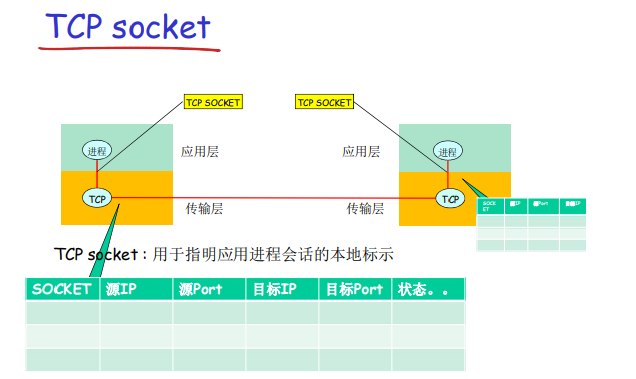 TCP socket
TCP SOCKET
TCP SOCKET
进程
应用层
应用层
进程
TCP
传输层
传输层
TCP
SOCKET
IP
Port
IP
TCP socket：用于指明应用进程会话的本地标示
SOCKET 源IP 源Port 目标IP 目标Port 状态。。